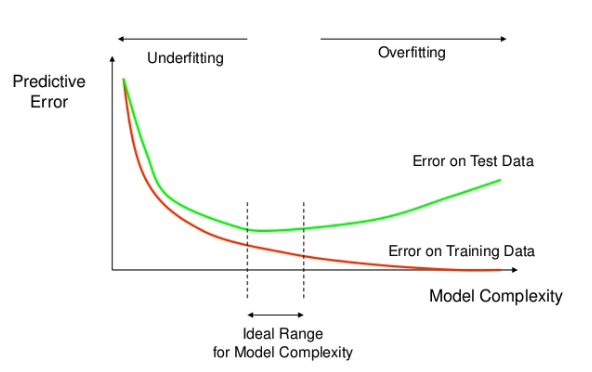 Underfitting
Overfitting
Predictive
Error
Error on Test Data
Error on Training Data
Model Complexity
Ideal Range
for Model Complexity